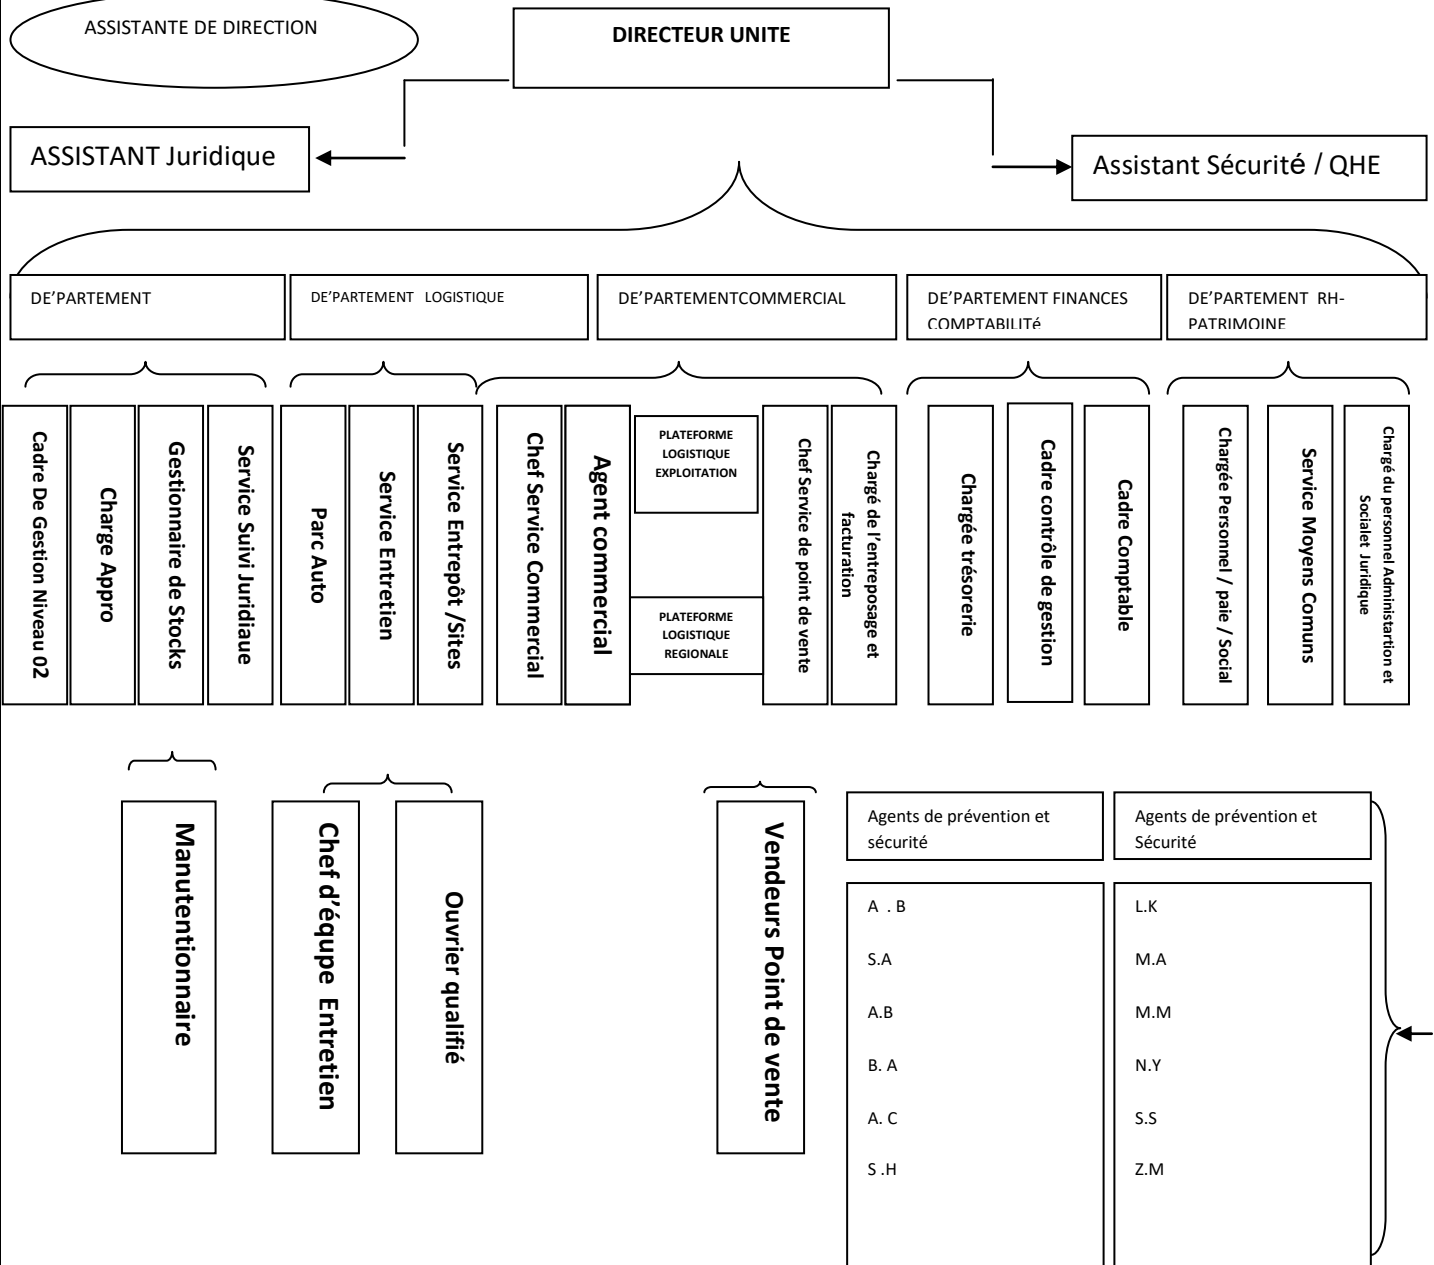 ASSISTANTE DE DIRECTION
DIRECTEUR UNITE
ASSISTANT Juridique
Assistant Sécurité / QHE
DE’PARTEMENT
DE’PARTEMENT LOGISTIQUE
DE’PARTEMENTCOMMERCIAL
DE’PARTEMENT FINANCES
COMPTABILITé
DE’PARTEMENT RH-
PATRIMOINE
Cadre De Gestion Niveau 02
Charge Appro
Gestionnaire de Stocks
Service Suivi Juridiaue
Parc Auto
Service Entretien
Service Entrepôt /Sites
Chef Service Commercial
Agent commercial
PLATEFORME
LOGISTIQUE
EXPLOITATION
PLATEFORME
LOGISTIQUE
REGIONALE
Chef Service de point de vente
Chargé de l’entreposage et
facturation
Chargée trésorerie
Cadre contrôle de gestion
Cadre Comptable
Chargée Personnel / paie / Social
Service Moyens Comuns
Chargé du personnel Administartion et
Socialet Juridique
Manutentionnaire
Chef d’équpe Entretien
Ouvrier qualifié
Vendeurs Point de vente
Agents de prévention et
sécurité
A . B
S.A
A.B
B. A
A. C
S .H
Agents de prévention et
Sécurité
L.K
M.A
M.M
N.Y
S.S
Z.M